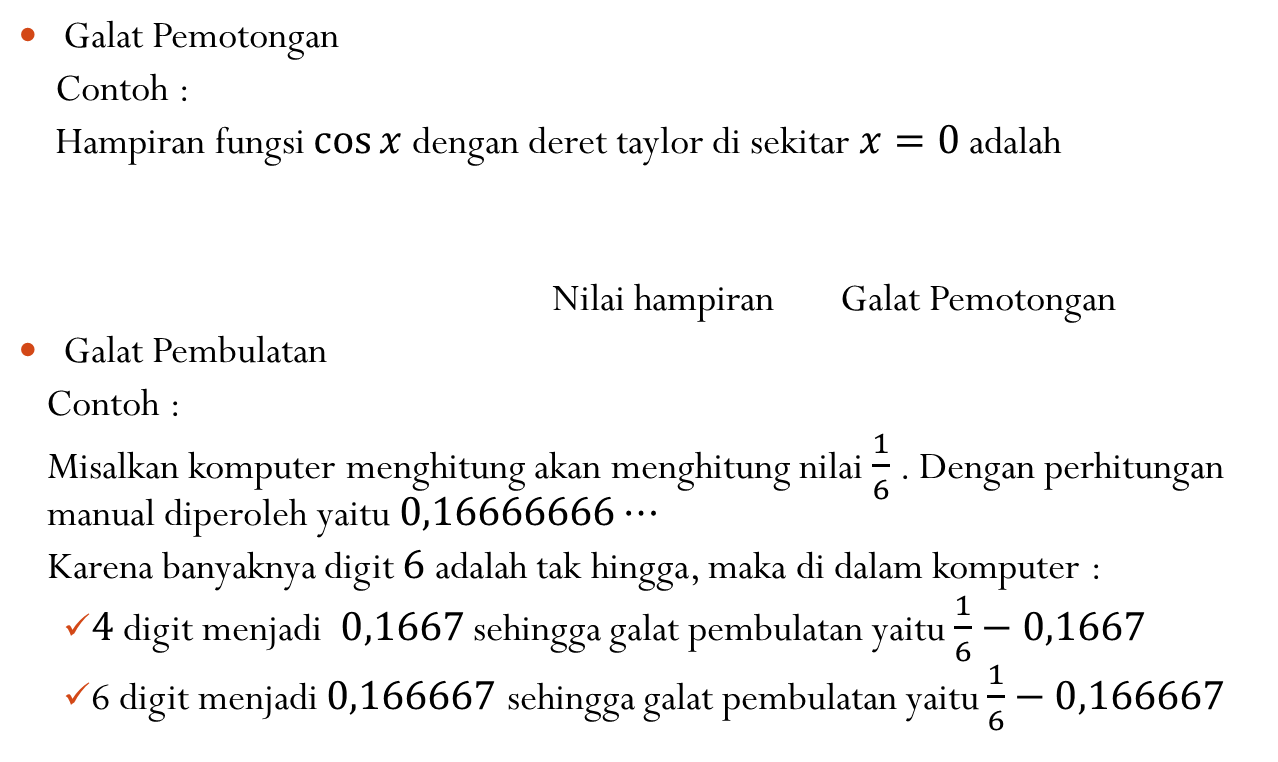 • Galat Pemotongan
Contoh :
Hampiran fungsi cos x dengan deret taylor di sekitar x = 0 adalah
Nilai hampiran Galat Pemotongan
• Galat Pembulatan
Contoh :
Misalkan komputer menghitung akan menghitung nilai 1/6 . Dengan perhitungan
manual diperoleh yaitu 0,16666666 ⋯
Karena banyaknya digit 6 adalah tak hingga, maka di dalam komputer :
✓4 digit menjadi 0,1667 sehingga galat pembulatan yaitu 1/6 − 0,1667
✓6 digit menjadi 0,166667 sehingga galat pembulatan yaitu 1/6 − 0,166667